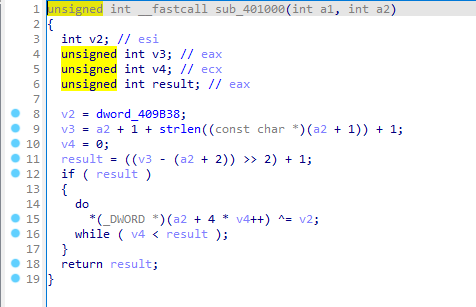 1 unsigned int __fastcall sub_401000(int a1, int a2)
2 {
3 int v2; // esi
4 unsigned int v3; // eax
5 unsigned int v4; // ecx
6 unsigned int result; // eax
7
8 v2 = dword_409B38;
9 v3 = a2 + 1 + strlen((const char *)(a2 + 1)) + 1;
10 v4 = 0;
11 result = ((v3 - (a2 + 2)) >> 2) + 1;
12 if ( result )
13 {
14 do
15 *(_DWORD *)(a2 + 4 * v4++) ^= v2;
16 while ( v4 < result );
17 }
18 return result;
19 }